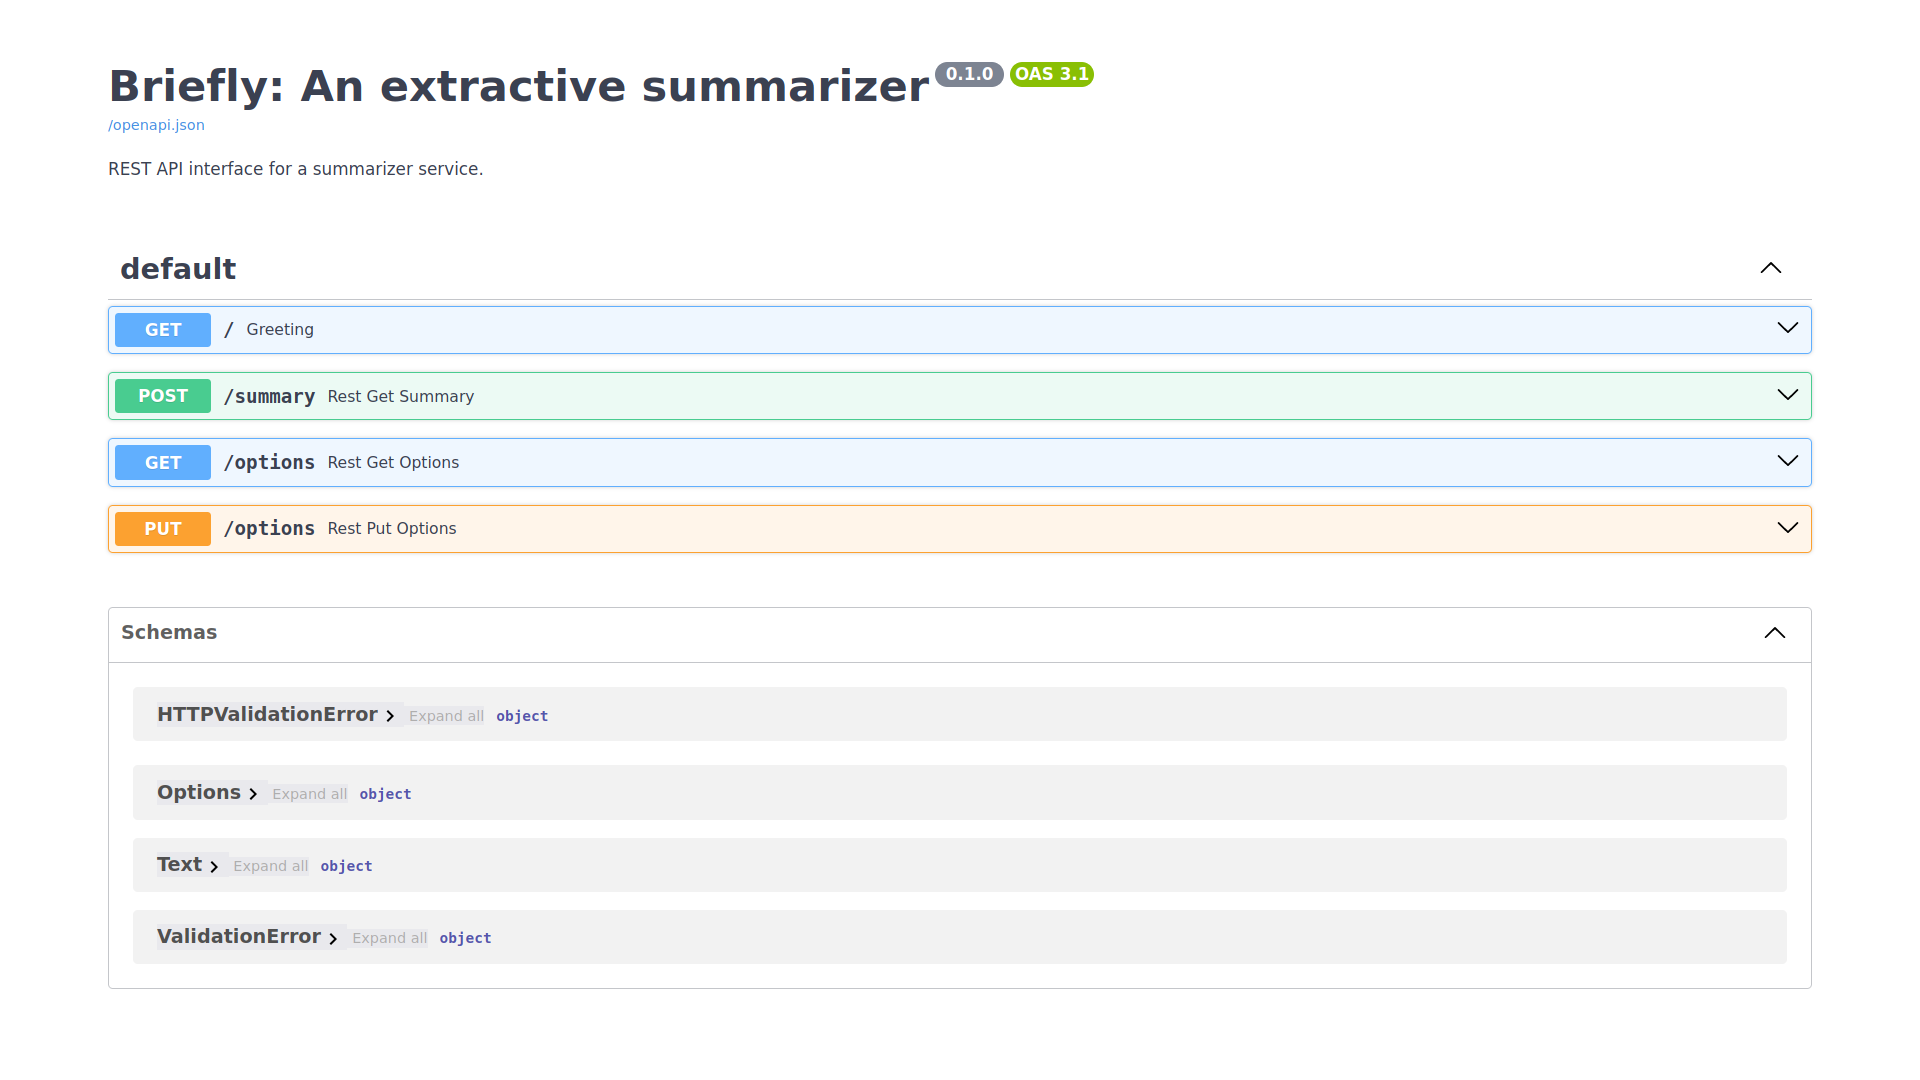 Briefly: An extractive summarizer 0.1.0 OAS 3.1
/openapi.json
REST API interface for a summarizer service.
default
GET / Greeting
POST /summary Rest Get Summary
GET /options Rest Get Options
PUT /options Rest Put Options
Schemas
HTTPValidationError Expand all object
Options Expand all object
Text Expand all object
ValidationError Expand all object